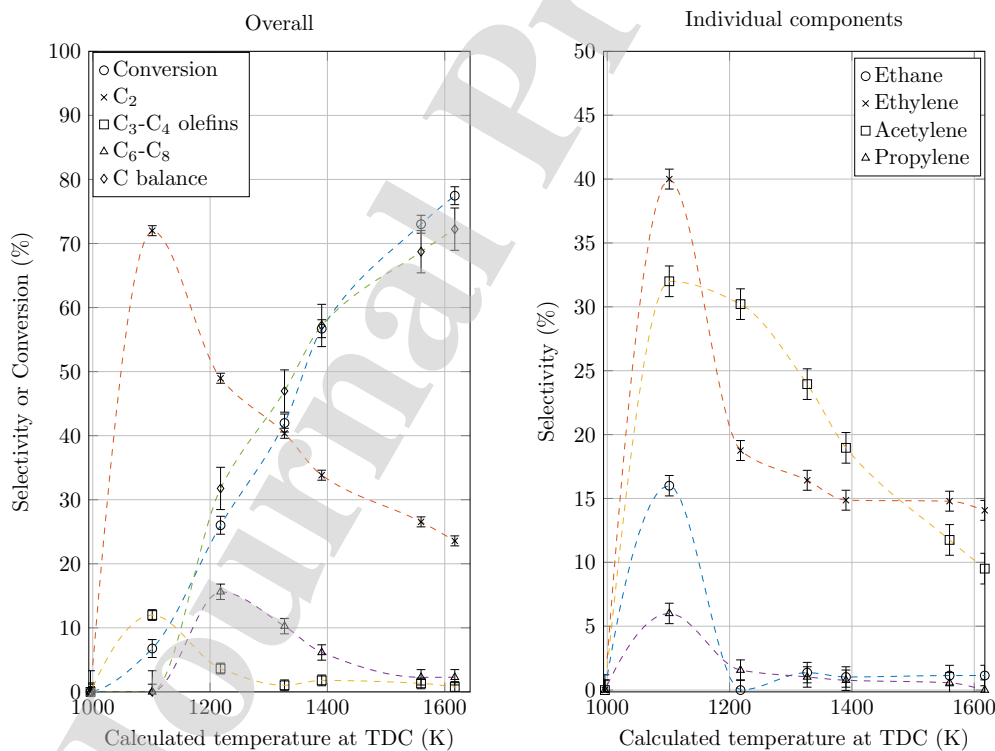 Overall
Selectivity or Conversion (%)
100
90
80
70
60
50
40
30
20
10
0
Conversion
C₂
C₃-C₄ olefins
C₆-C₈
C balance
1000 1200 1400 1600
Calculated temperature at TDC (K)
Individual components
Selectivity (%)
50
45
40
35
30
25
20
15
10
5
0
Ethane
Ethylene
Acetylene
Propylene
1000 1200 1400 1600
Calculated temperature at TDC (K)
Journal Pr